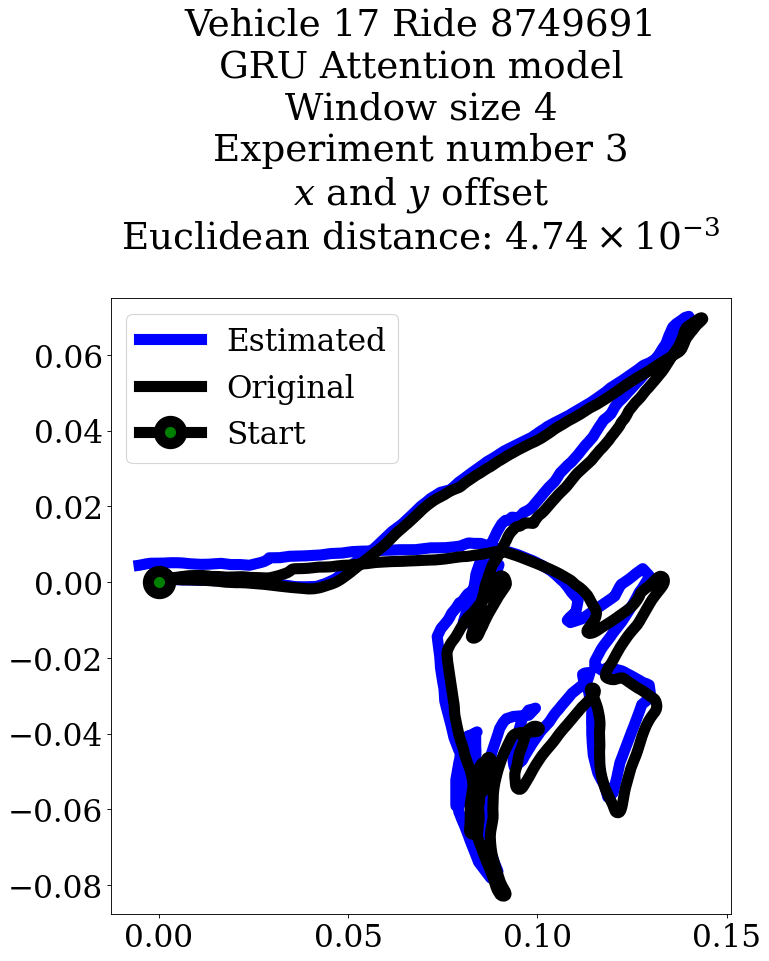 Vehicle 17 Ride 8749691
GRU Attention model
Window size 4
Experiment number 3
x and y offset
Euclidean distance: 4.74 × 10⁻³
Estimated
Original
Start
0.06
0.04
0.02
0.00
−0.02
−0.04
−0.06
−0.08
0.00 0.05 0.10 0.15